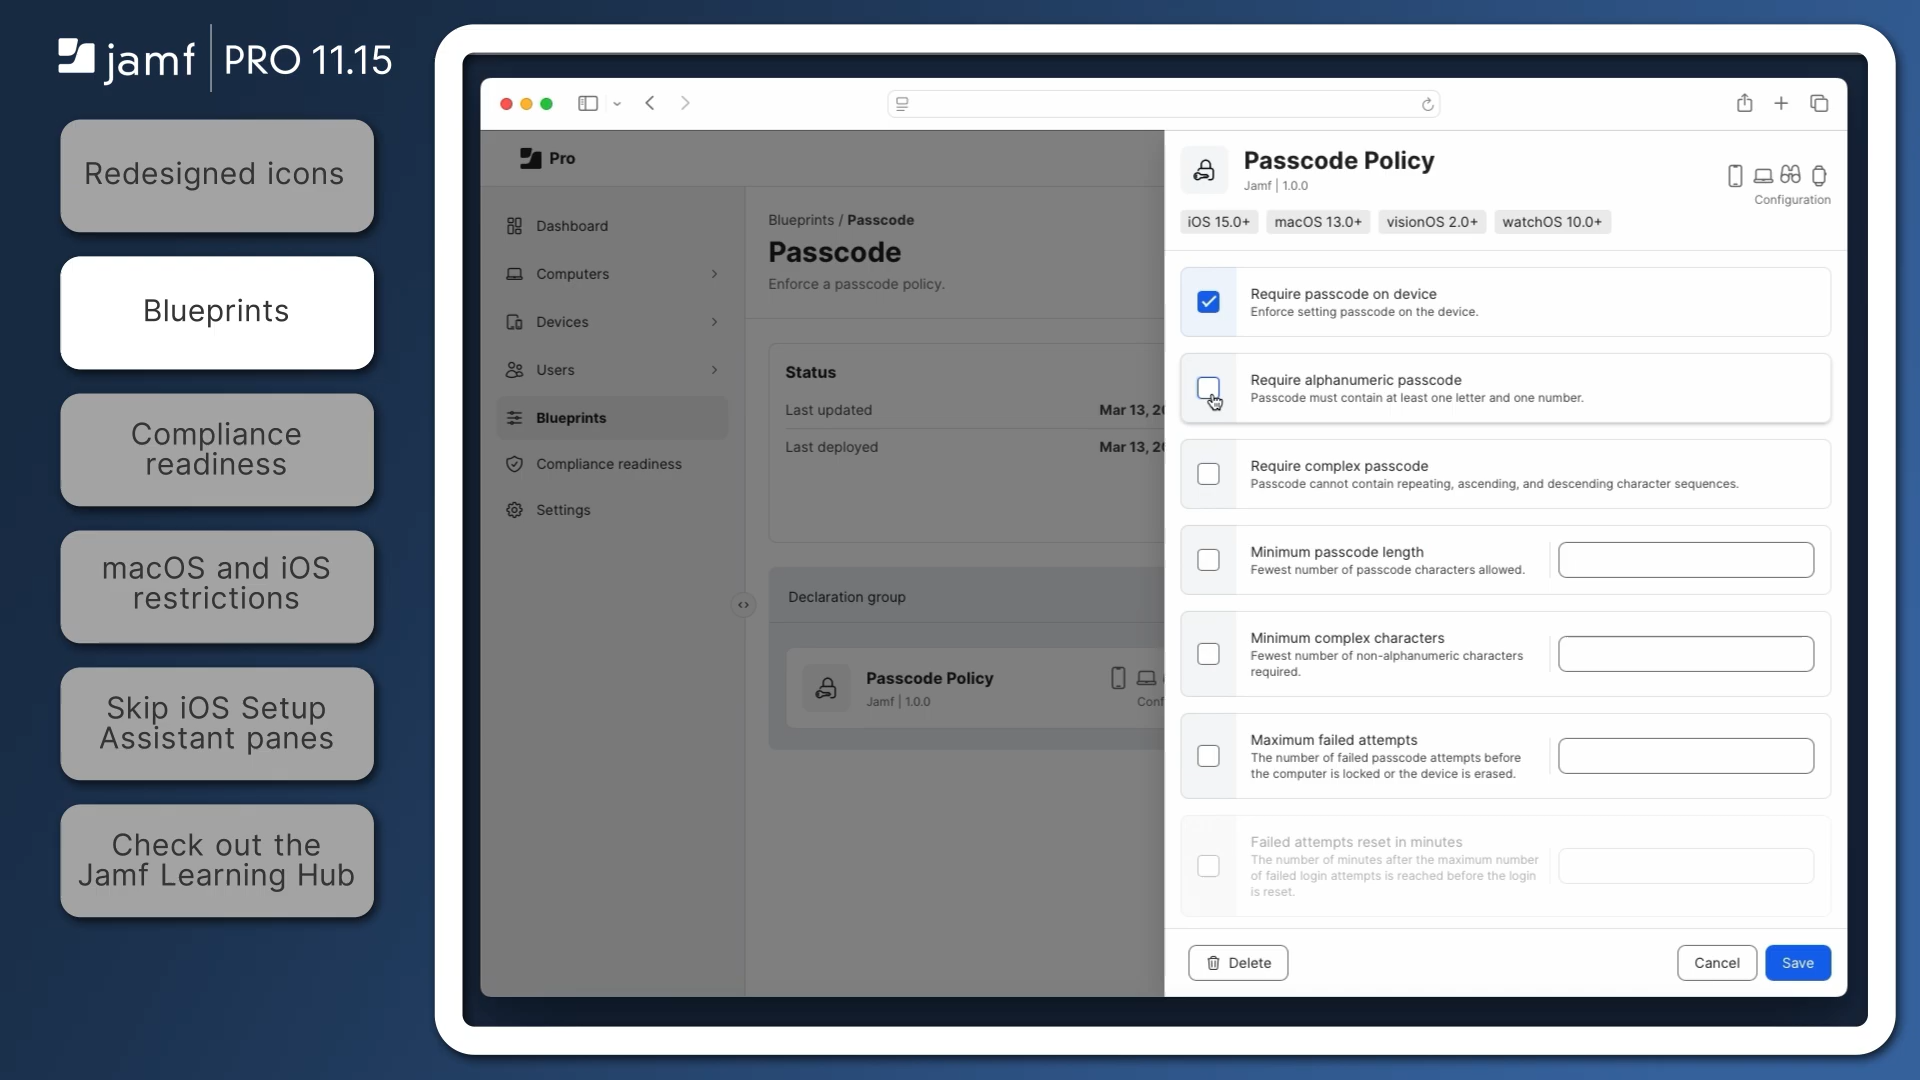 jamf | PRO 11.15
Redesigned icons
Blueprints
Compliance
readiness
macOS and iOS
restrictions
Skip iOS Setup
Assistant panes
Check out the
Jamf Learning Hub
Pro
Dashboard
Computers
Devices
Users
Blueprints
Compliance readiness
Settings
Blueprints / Passcode
Passcode
Enforce a passcode policy.
Status
Last updated Mar 13, 20
Last deployed Mar 13, 20
Declaration group
Passcode Policy
Jamf | 1.0.0
Conf
Passcode Policy
Jamf | 1.0.0
Configuration
iOS 15.0+ macOS 13.0+ visionOS 2.0+ watchOS 10.0+
Require passcode on device
Enforce setting passcode on the device.
Require alphanumeric passcode
Passcode must contain at least one letter and one number.
Require complex passcode
Passcode cannot contain repeating, ascending, and descending character sequences.
Minimum passcode length
Fewest number of passcode characters allowed.
Minimum complex characters
Fewest number of non-alphanumeric characters
required.
Maximum failed attempts
The number of failed passcode attempts before
the computer is locked or the device is erased.
Failed attempts reset in minutes
The number of minutes after the maximum number
of failed login attempts is reached before the login
is reset.
Delete
Cancel
Save